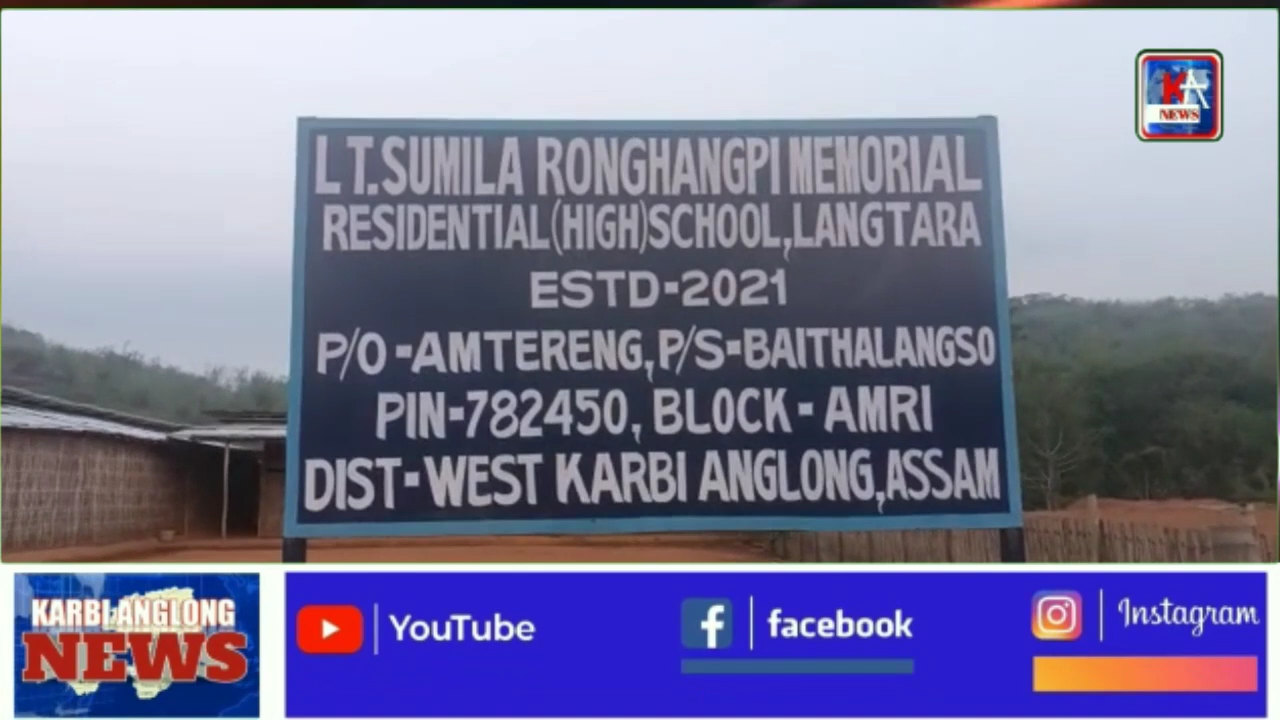 KA
NEWS
LT.SUMILA RONGHANGPI MEMORIAL
RESIDENTIAL(HIGH)SCHOOL,LANGTARA
ESTD-2021
P/O-AMTERENG,P/S-BAITHALANGSO
PIN-782450, BLOCK-AMRI
DIST-WEST KARBI ANGLONG,ASSAM
KARBI ANGLONG
NEWS
YouTube
facebook
Instagram